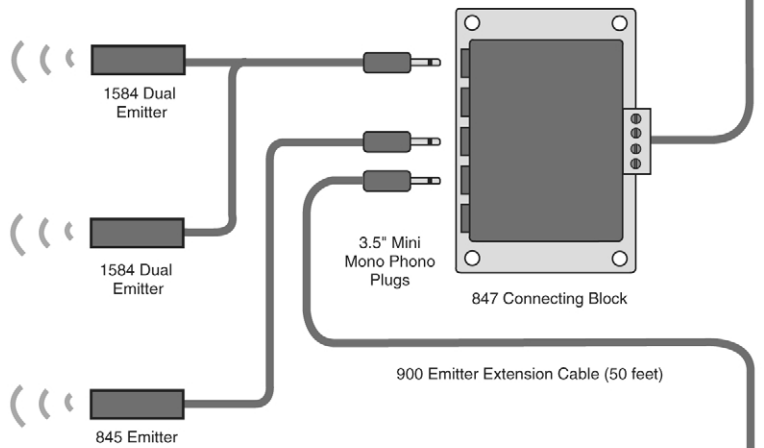 1584 Dual
Emitter
1584 Dual
Emitter
3.5" Mini
Mono Phono
Plugs
847 Connecting Block
900 Emitter Extension Cable (50 feet)
845 Emitter